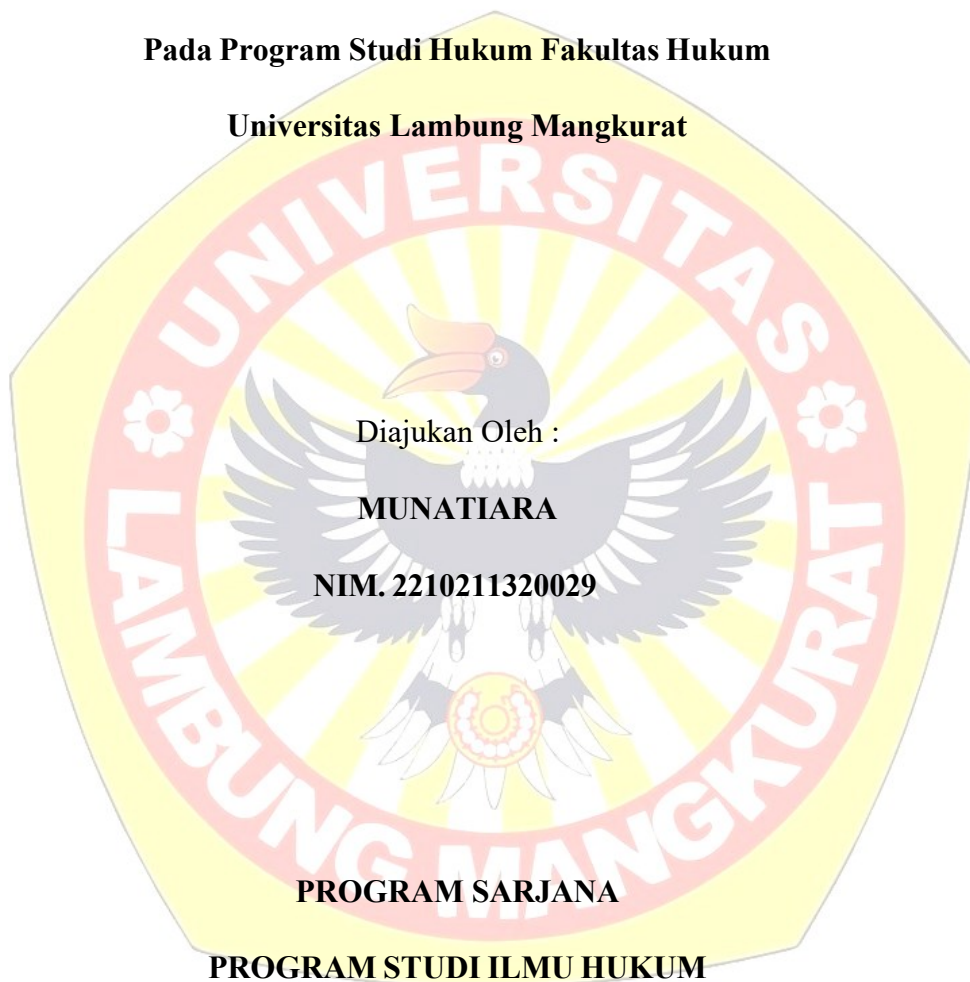 Pada Program Studi Hukum Fakultas Hukum
Universitas Lambung Mangkurat
UNIVERSITAS
Diajukan Oleh :
MUNATIARA
NIM. 2210211320029
LAMBUNG MANGKURAT
PROGRAM SARJANA
PROGRAM STUDI ILMU HUKUM